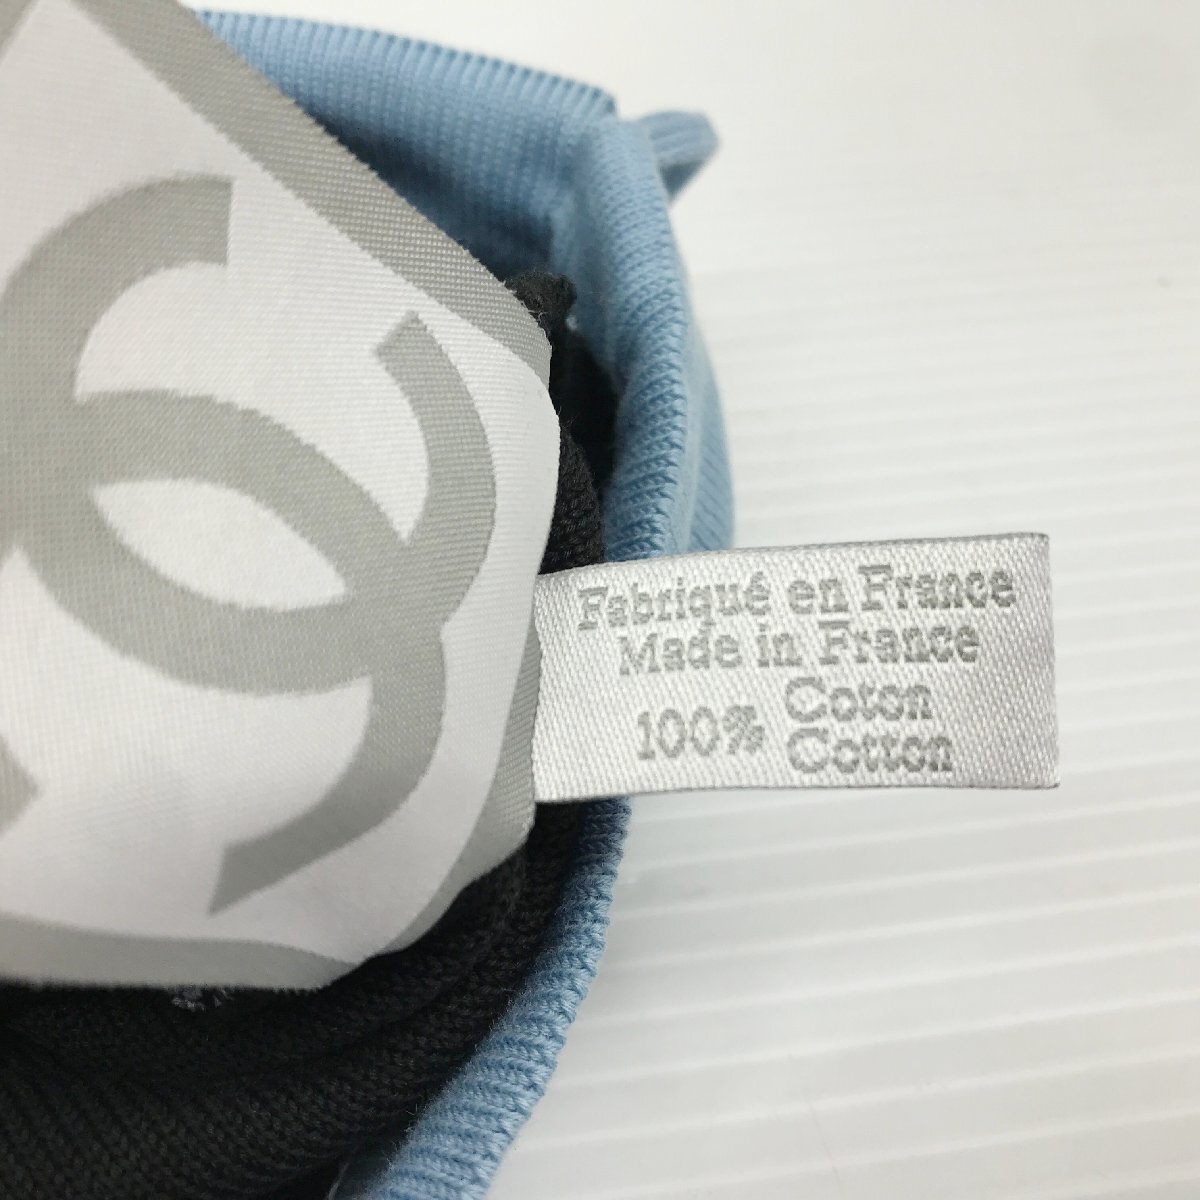 Fabriqué en France
Made in France
100% Coton
Cotton